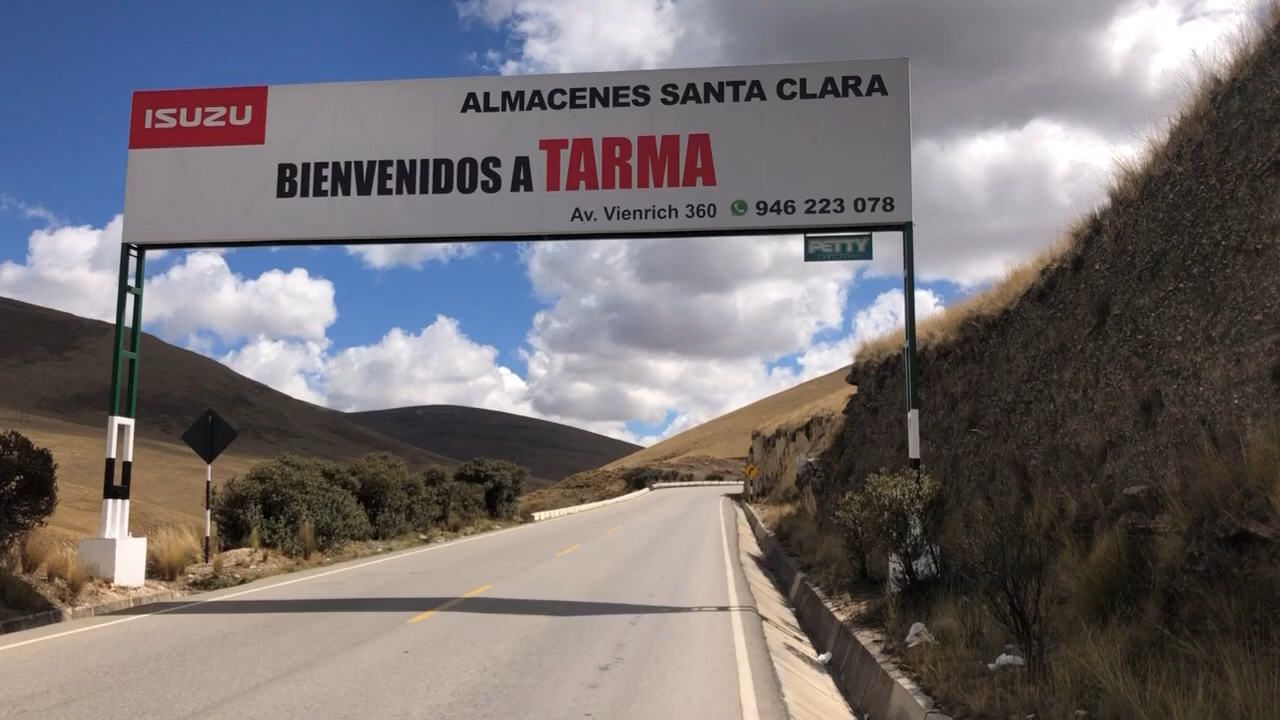 ISUZU
ALMACENES SANTA CLARA
BIENVENIDOS A TARMA
Av. Vienrich 360 946 223 078
PETTY